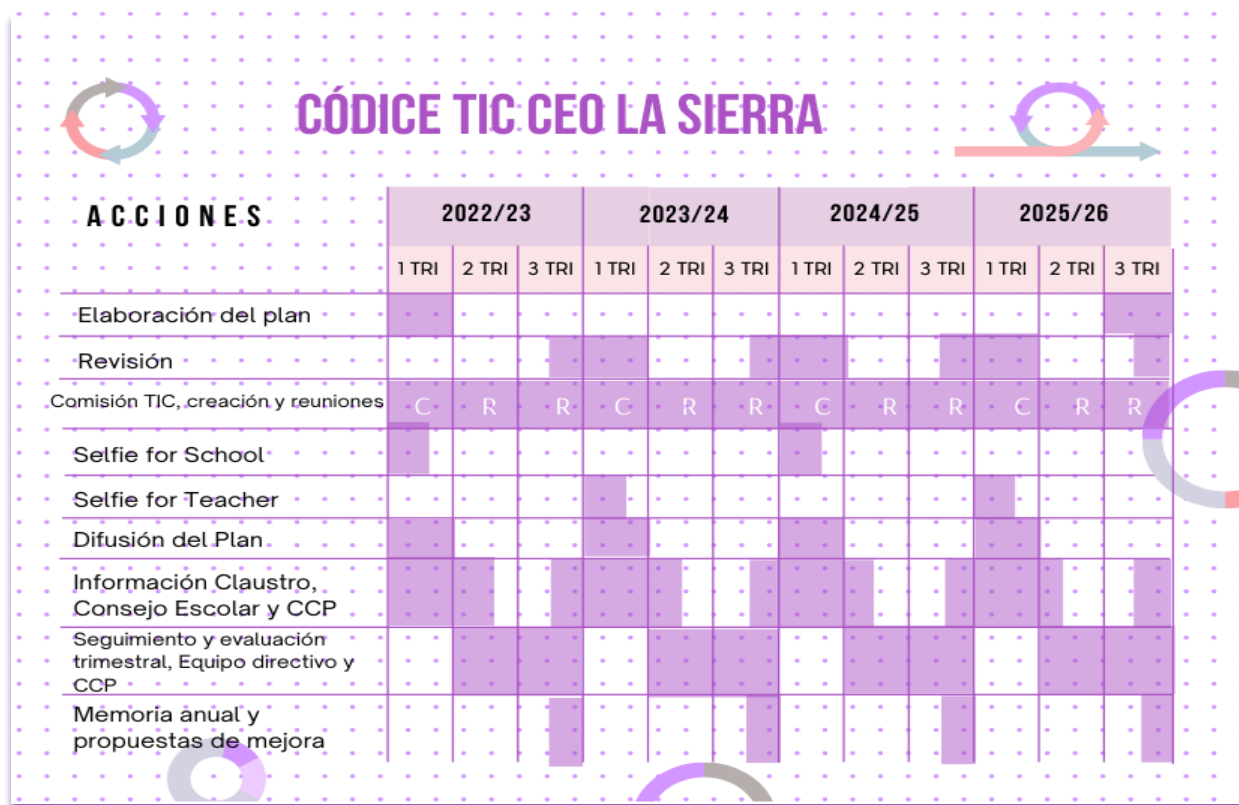 CÓDICE TIC CEO LA SIERRA
ACCIONES
2022/23 2023/24 2024/25 2025/26
1 TRI 2 TRI 3 TRI 1 TRI 2 TRI 3 TRI 1 TRI 2 TRI 3 TRI 1 TRI 2 TRI 3 TRI
Elaboración del plan
Revisión
Comisión TIC, creación y reuniones C R R C R R C R R C R R
Selfie for School
Selfie for Teacher
Difusión del Plan
Información Claustro,
Consejo Escolar y CCP
Seguimiento y evaluación
trimestral, Equipo directivo y
CCP
Memoria anual y
propuestas de mejora